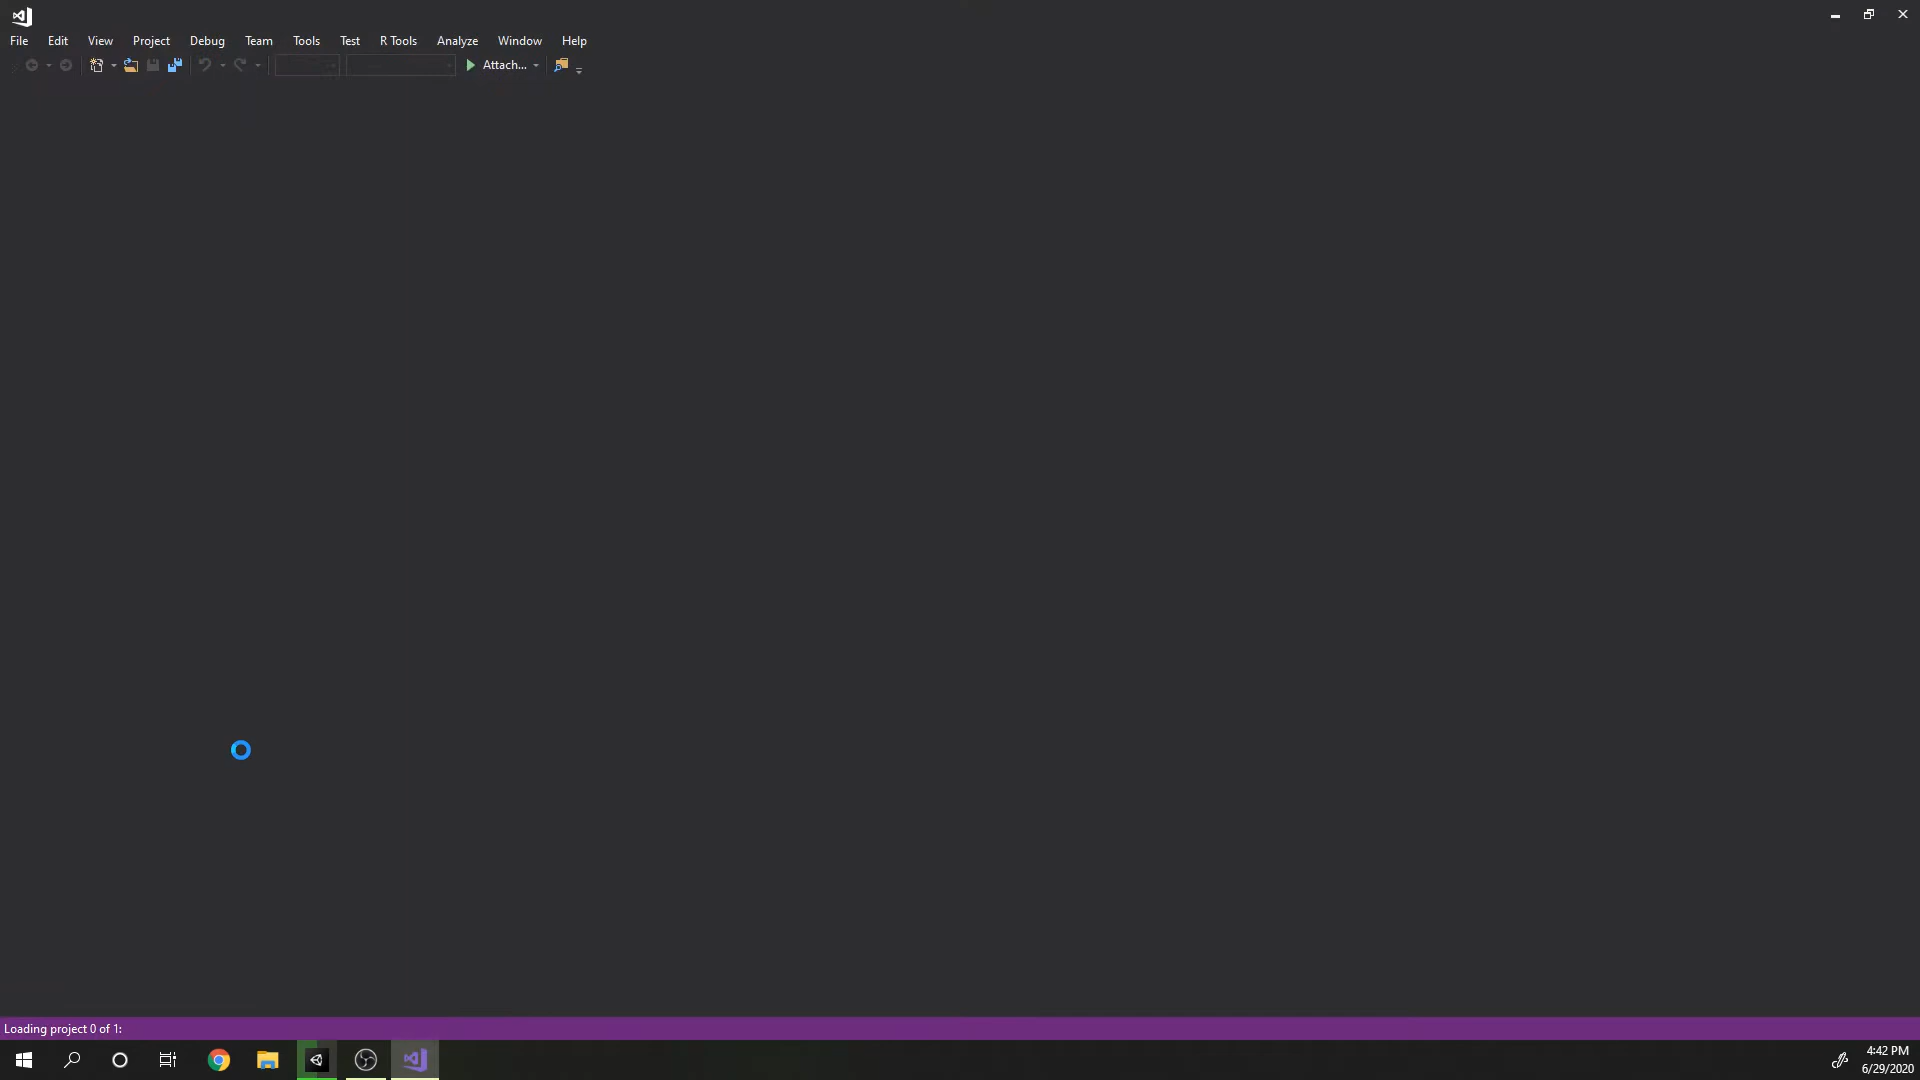 File Edit View Project Debug Team Tools Test R Tools Analyze Window Help
Attach...
Loading project 0 of 1:
4:42 PM
6/29/2020